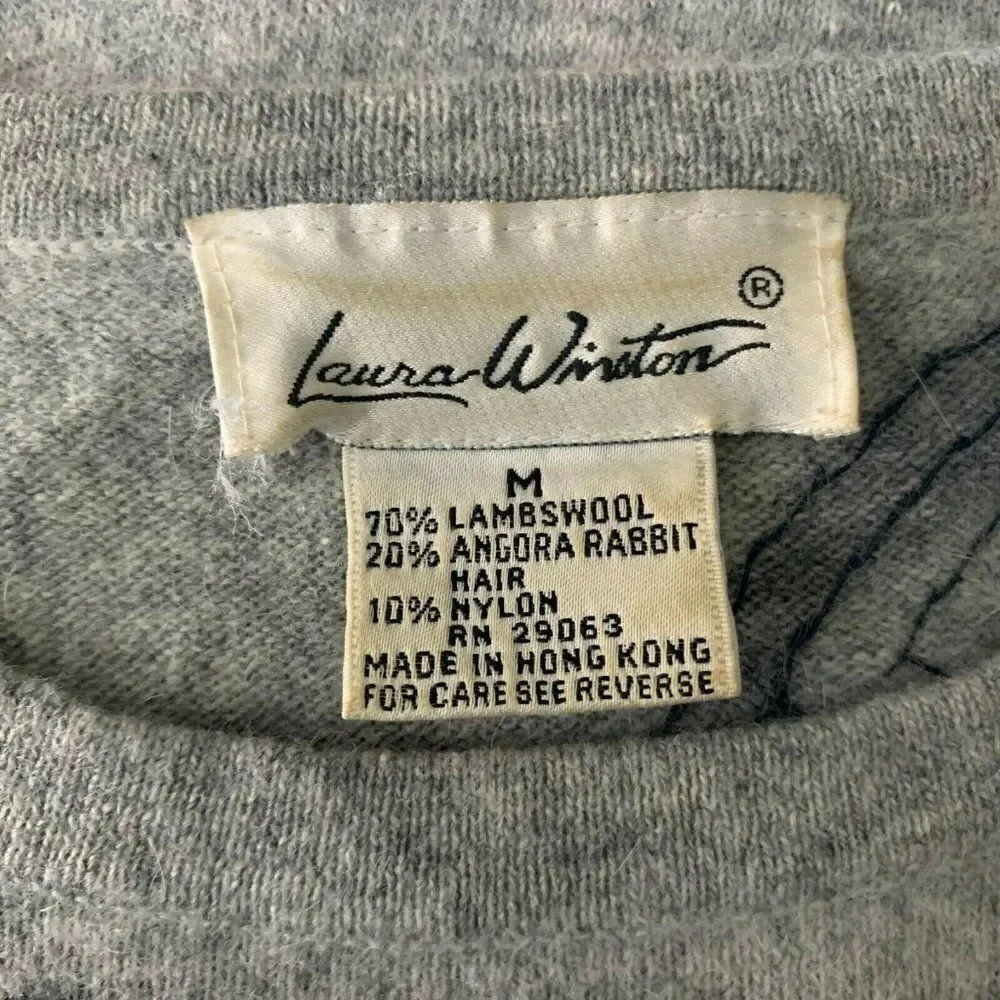 Laura Winston ®
M
70% LAMBSWOOL
20% ANGORA RABBIT
HAIR
10% NYLON
RN 29063
MADE IN HONG KONG
FOR CARE SEE REVERSE